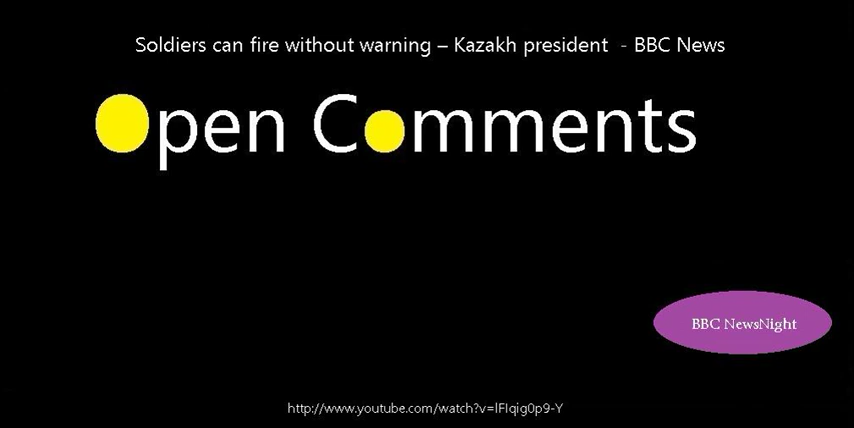 Soldiers can fire without warning – Kazakh president - BBC News
Open Comments
BBC NewsNight
http://www.youtube.com/watch?v=lFIqig0p9-Y